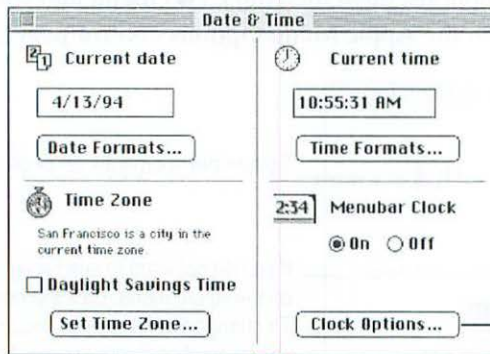 Date & Time
Current date
4/13/94
Date Formats...
Current time
10:55:31 AM
Time Formats...
Time Zone
San Francisco is a city in the
current time zone.
Daylight Savings Time
Set Time Zone...
2:34 Menubar Clock
On Off
Clock Options...